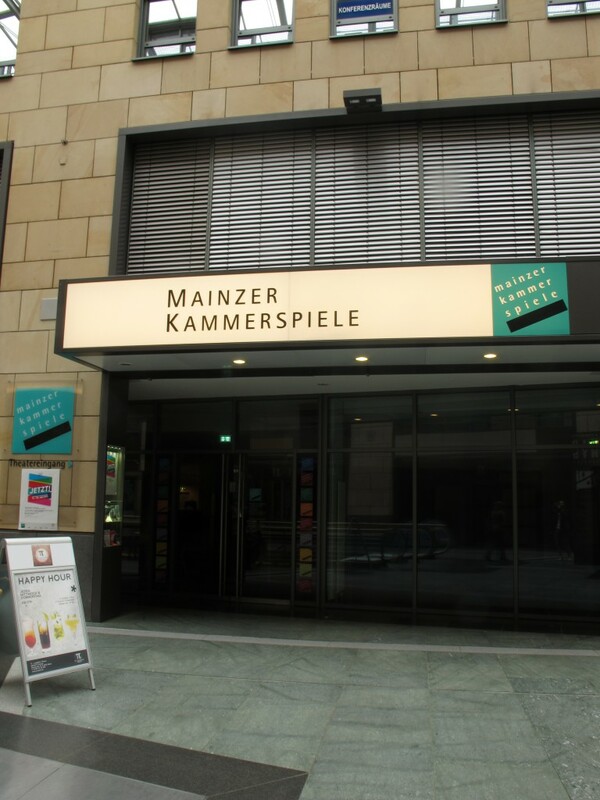 KONFERENZRÄUME
MAINZER
KAMMERSPIELE
mainzer
kammer
spiele
mainzer
kammer
spiele
Theatereingang
JETZT!
HAPPY HOUR